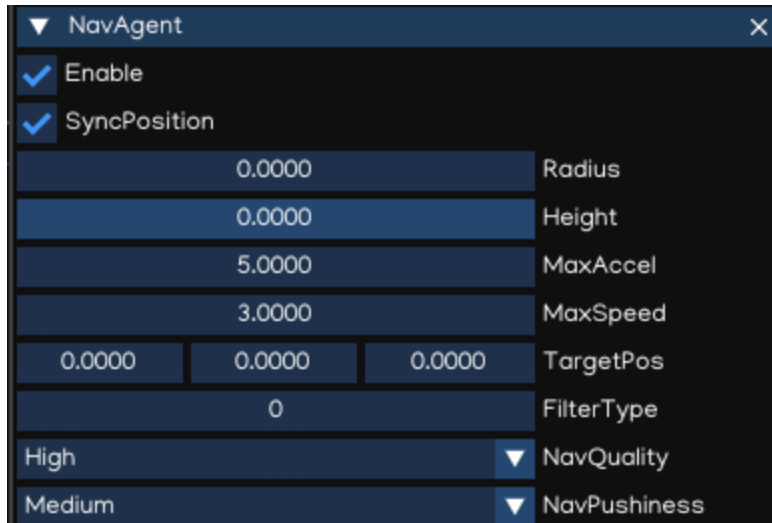 NavAgent
Enable
SyncPosition
0.0000 Radius
0.0000 Height
5.0000 MaxAccel
3.0000 MaxSpeed
0.0000 0.0000 0.0000 TargetPos
0 FilterType
High NavQuality
Medium NavPushiness